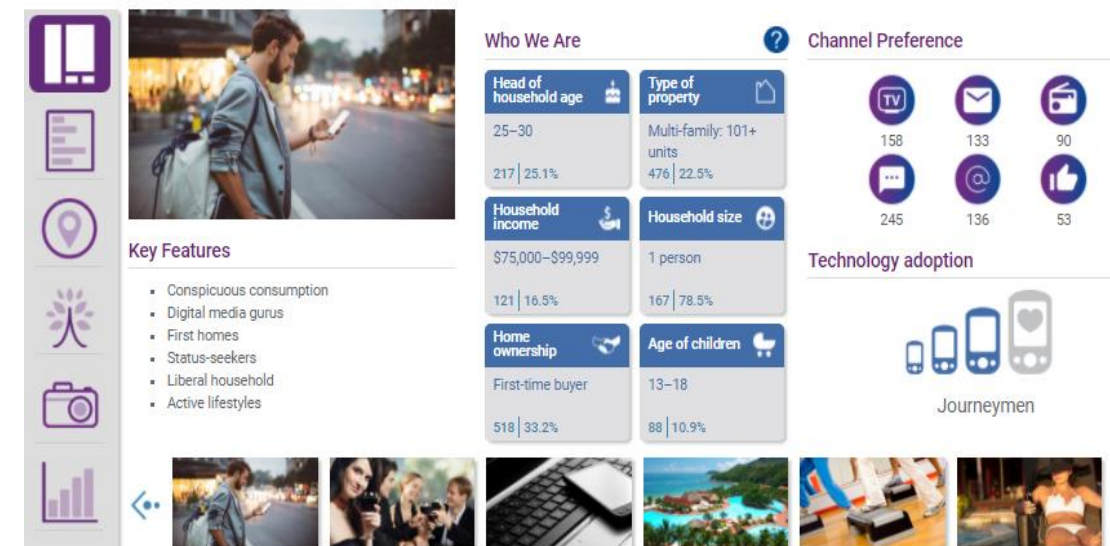 Who We Are
?
Channel Preference
Head of
household age
25–30
217 | 25.1%
Type of
property
Multi-family: 101+
units
476 | 22.5%
TV
158
133
90
245
@
136
53
Household
income
$75,000–$99,999
121 | 16.5%
Household size
1 person
167 | 78.5%
Key Features
Conspicuous consumption
Digital media gurus
First homes
Status-seekers
Liberal household
Active lifestyles
Technology adoption
Journeymen
Home
ownership
First-time buyer
518 | 33.2%
Age of children
13–18
88 | 10.9%